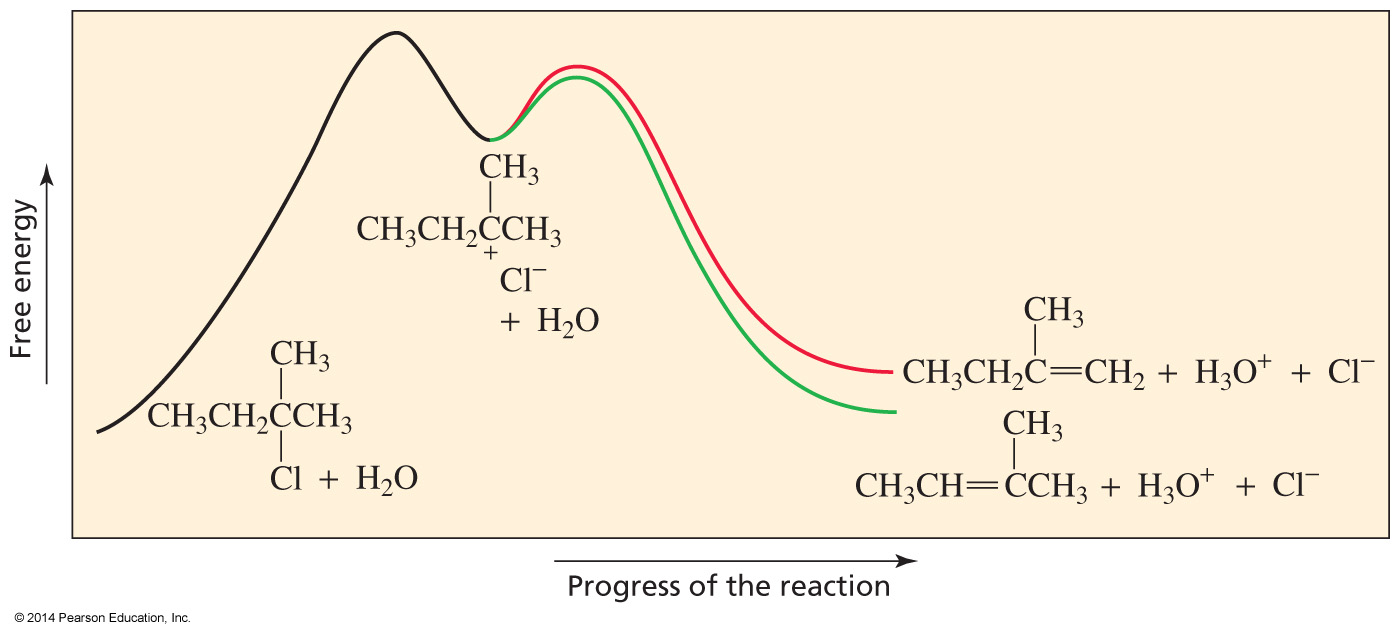 Free energy
CH₃
CH₃CH₂CCH₃
Cl + H₂O
CH₃
CH₃CH₂CCH₃
+
Cl⁻
+ H₂O
CH₃
CH₃CH₂C=CH₂ + H₃O⁺ + Cl⁻
CH₃
CH₃CH=CCH₃ + H₃O⁺ + Cl⁻
Progress of the reaction
© 2014 Pearson Education, Inc.